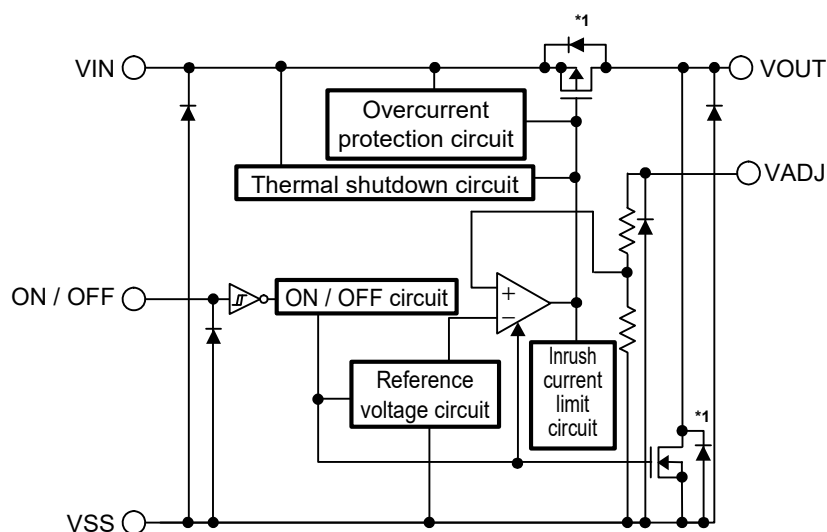 *1
VIN
VOUT
Overcurrent
protection circuit
Thermal shutdown circuit
VADJ
ON / OFF
ON / OFF circuit
+
−
Reference
voltage circuit
Inrush
current
limit
circuit
*1
VSS